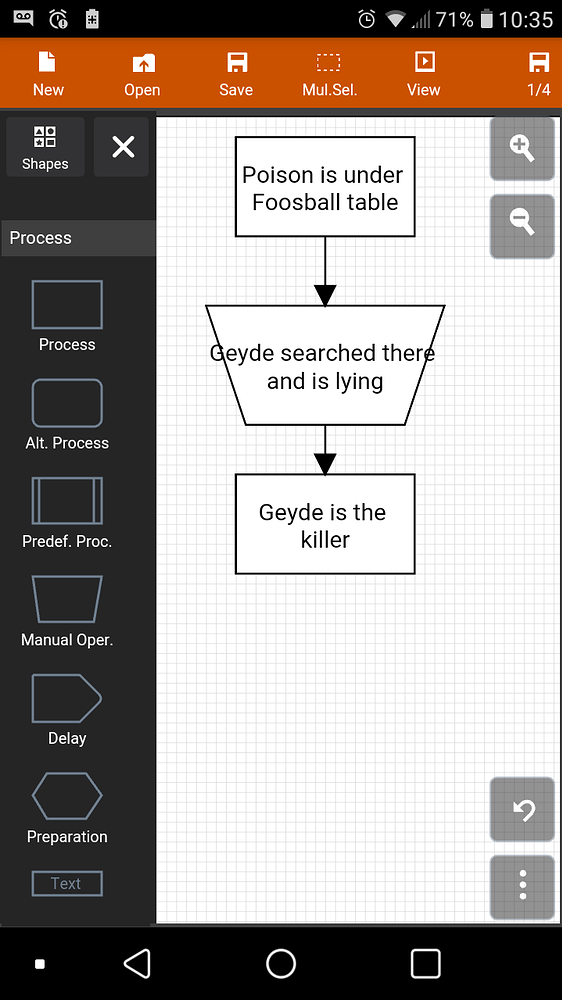 71% 10:35
New Open Save Mul.Sel. View 1/4
Shapes
Process
Process
Alt. Process
Predef. Proc.
Manual Oper.
Delay
Preparation
Text
Poison is under
Foosball table
Geyde searched there
and is lying
Geyde is the
killer